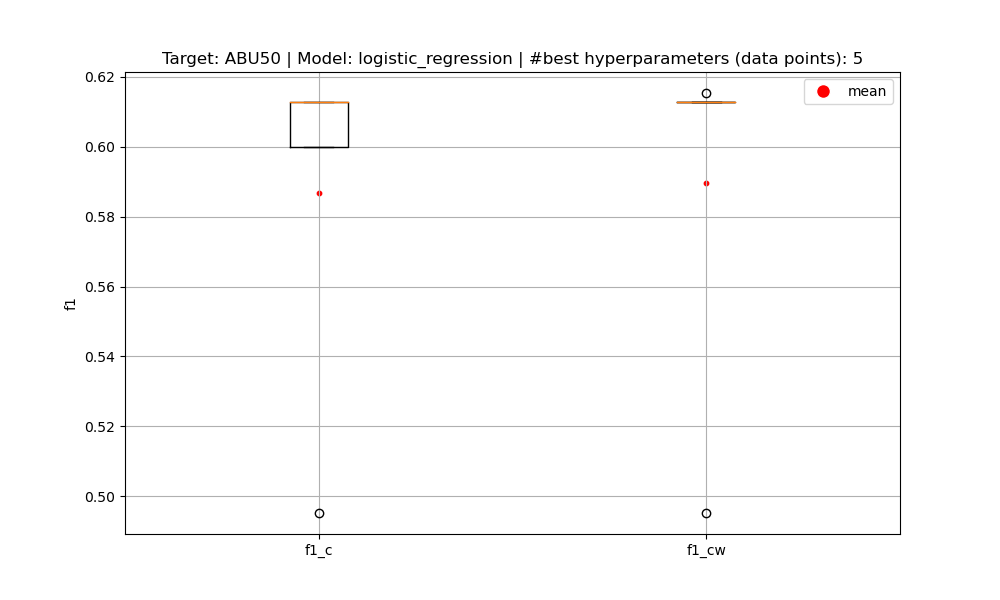 Target: ABU50 | Model: logistic_regression | #best hyperparameters (data points): 5
mean
0.62
0.60
0.58
0.56
0.54
0.52
0.50
f1
f1_c
f1_cw